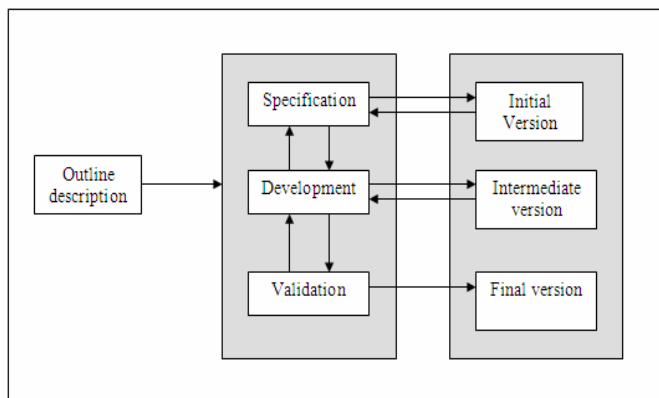 Outline
description
Specification
Development
Validation
Initial
Version
Intermediate
version
Final version